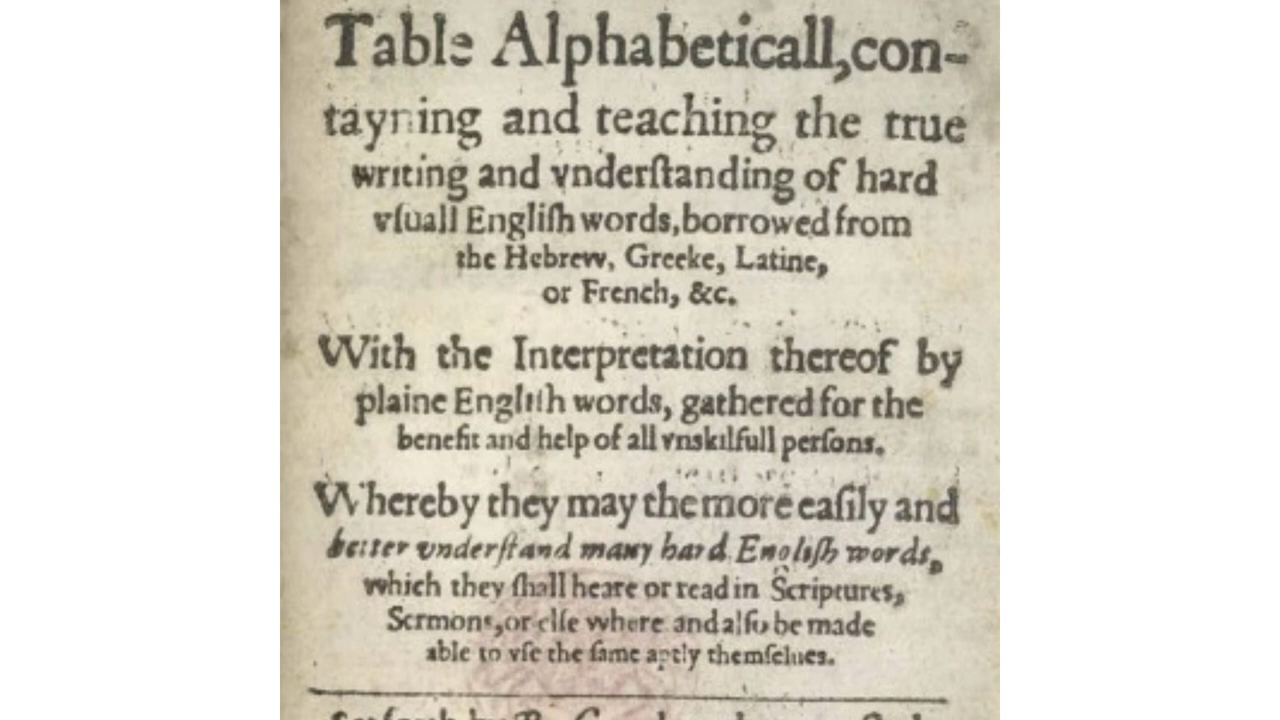 Table Alphabeticall, con-
tayning and teaching the true
writing and vnderſtanding of hard
vſuall Engliſh words, borrowed from
the Hebrew, Greeke, Latine,
or French, &c.
With the Interpretation thereof by
plaine Engliſh words, gathered for the
benefit and help of all vnskilfull perſons.
Whereby they may the more eaſily and
better vnderſtand many hard Engliſh words,
which they ſhall heare or read in Scriptures,
Sermons, or elſe where and alſo be made
able to vſe the ſame aptly themſelues.